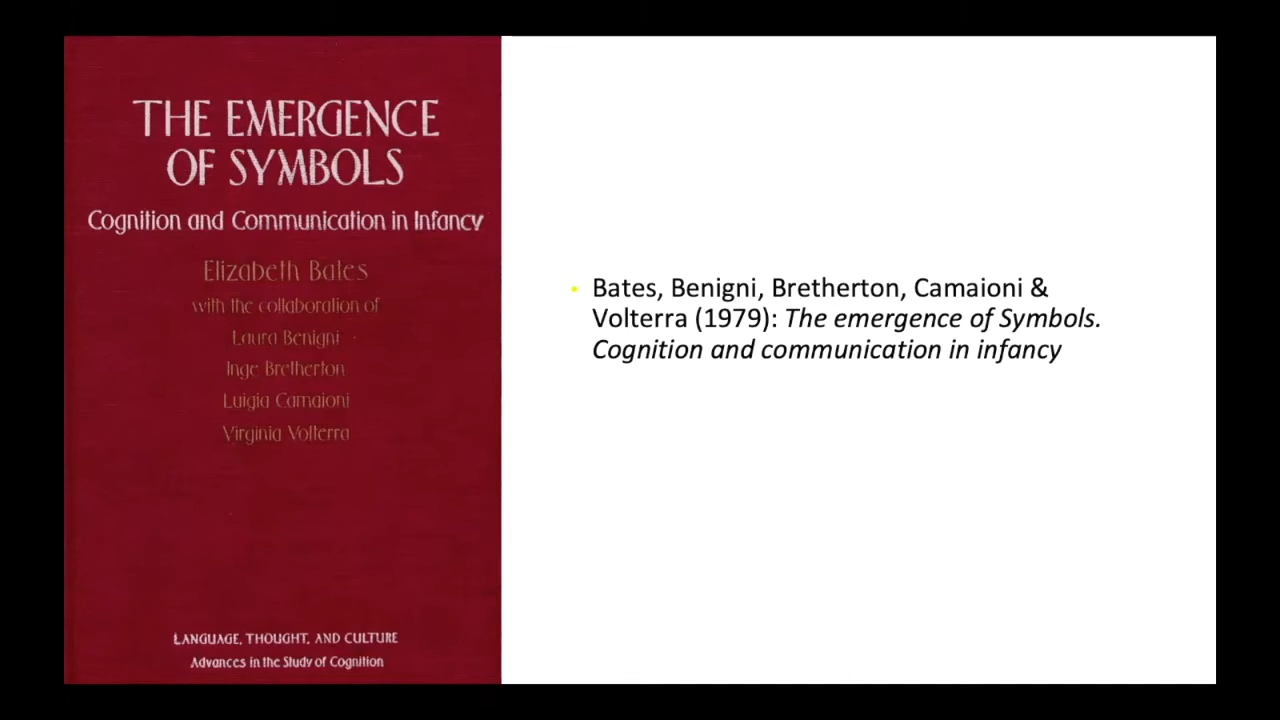 THE EMERGENCE
OF SYMBOLS
Cognition and Communication in Infancy
Elizabeth Bates
with the collaboration of
Laura Benigni
Inge Bretherton
Luigia Camaioni
Virginia Volterra
LANGUAGE, THOUGHT, AND CULTURE
Advances in the Study of Cognition
• Bates, Benigni, Bretherton, Camaioni &
Volterra (1979): The emergence of Symbols.
Cognition and communication in infancy